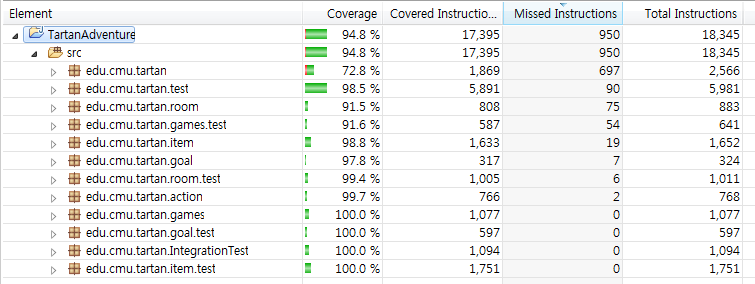 Element Coverage Covered Instructio... Missed Instructions Total Instructions
TartanAdventure 94.8 % 17,395 950 18,345
src 94.8 % 17,395 950 18,345
edu.cmu.tartan 72.8 % 1,869 697 2,566
edu.cmu.tartan.test 98.5 % 5,891 90 5,981
edu.cmu.tartan.room 91.5 % 808 75 883
edu.cmu.tartan.games.test 91.6 % 587 54 641
edu.cmu.tartan.item 98.8 % 1,633 19 1,652
edu.cmu.tartan.goal 97.8 % 317 7 324
edu.cmu.tartan.room.test 99.4 % 1,005 6 1,011
edu.cmu.tartan.action 99.7 % 766 2 768
edu.cmu.tartan.games 100.0 % 1,077 0 1,077
edu.cmu.tartan.goal.test 100.0 % 597 0 597
edu.cmu.tartan.IntegrationTest 100.0 % 1,094 0 1,094
edu.cmu.tartan.item.test 100.0 % 1,751 0 1,751